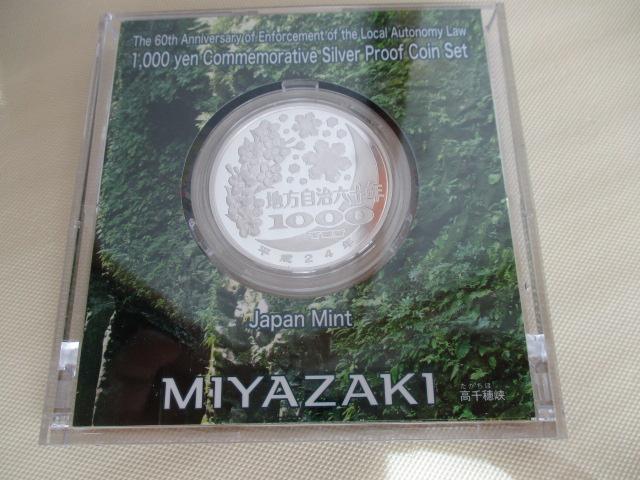 The 60th Anniversary of Enforcement of the Local Autonomy Law
1,000 yen Commemorative Silver Proof Coin Set
地方自治六十年
1000
平成24年
Japan Mint
MIYAZAKI
たかちほ
高千穂峡